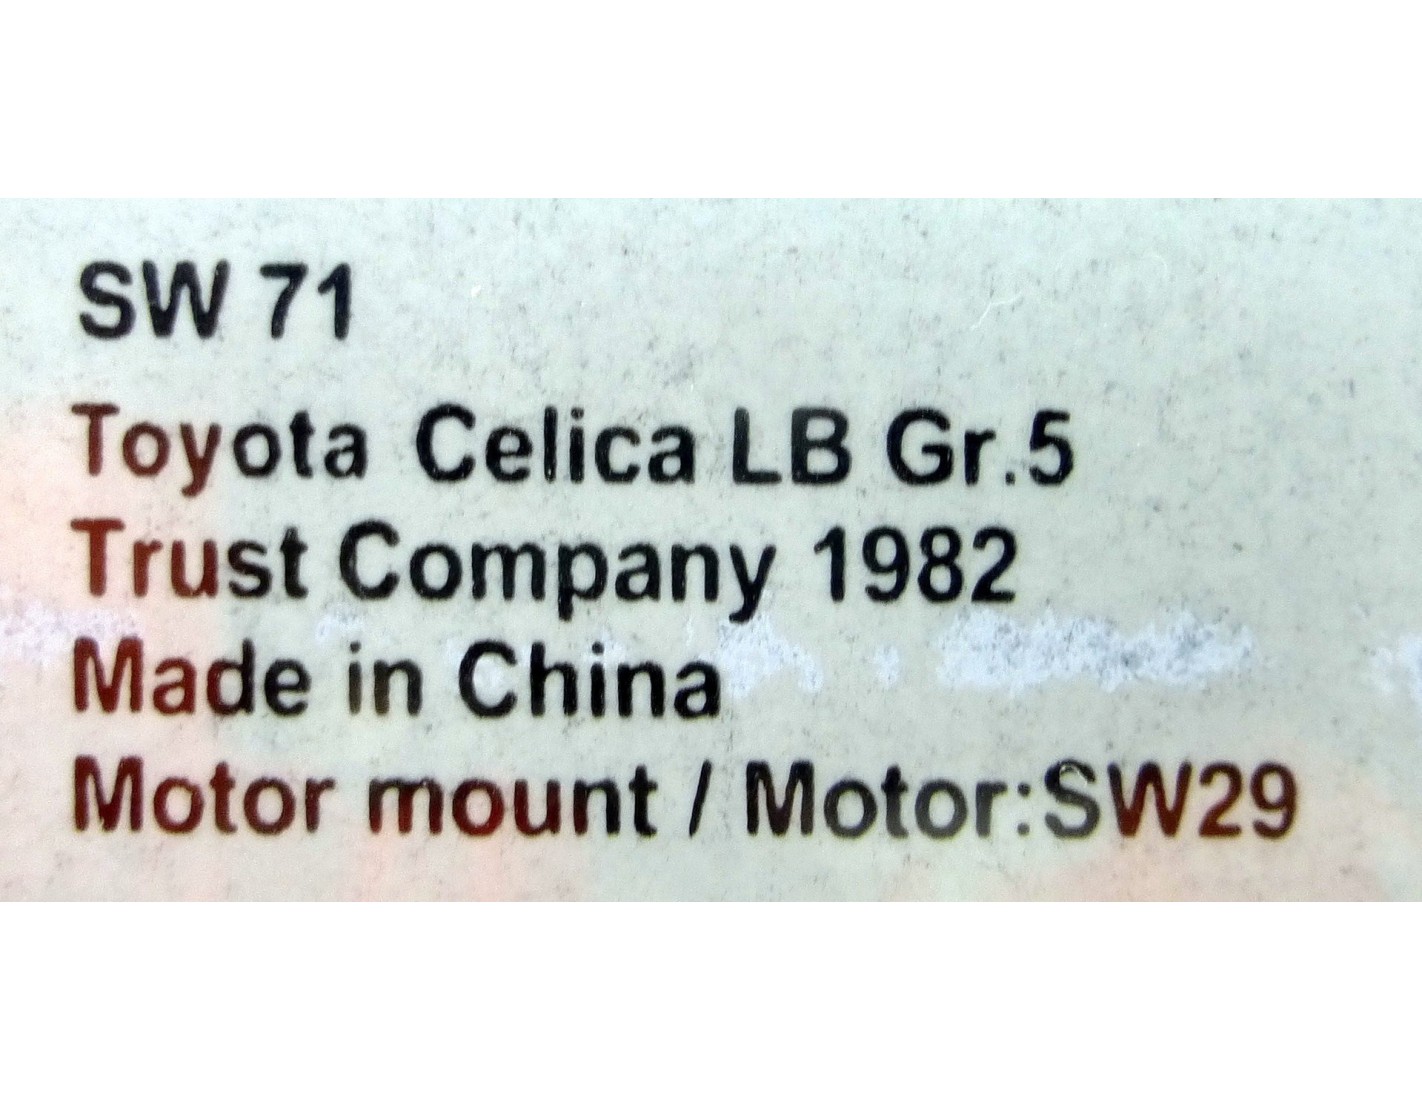 SW 71
Toyota Celica LB Gr.5
Trust Company 1982
Made in China
Motor mount / Motor:SW29